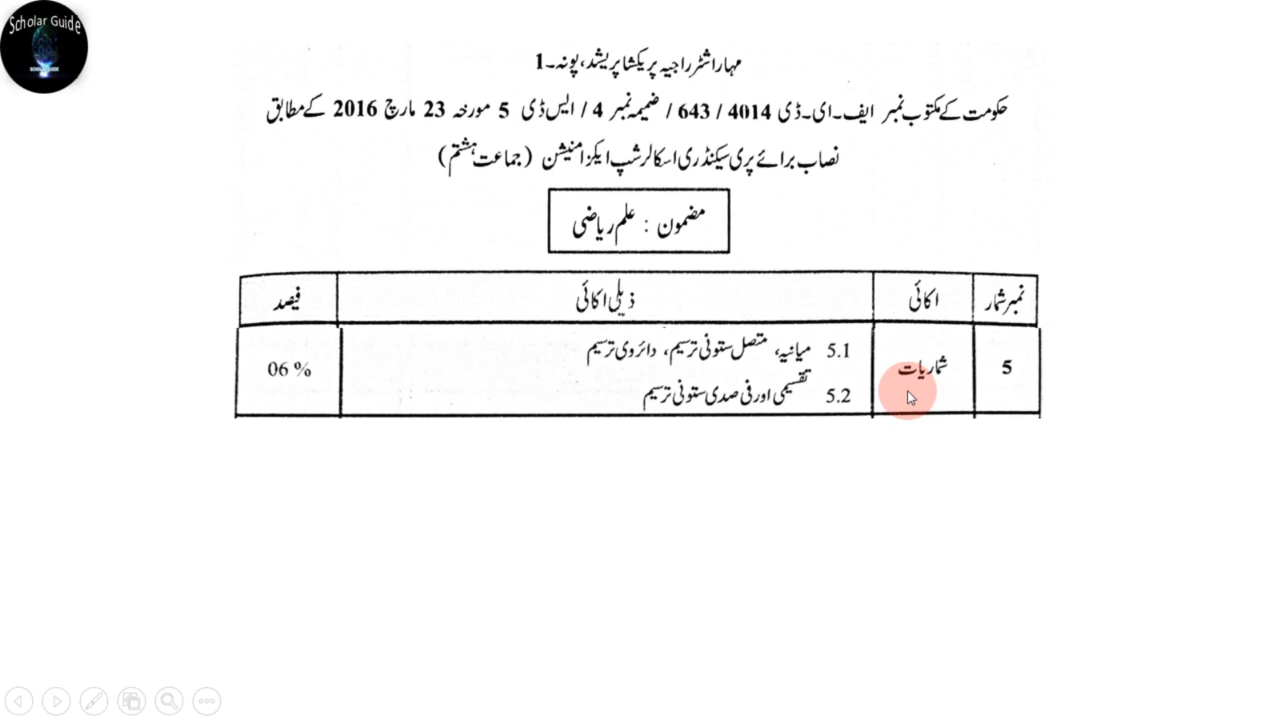 Scholar Guide
SCHOLAR GUIDE
مہاراشٹر راجیہ پریکشا پریشد، پونہ۔1
حکومت کے مکتوب نمبر ایف۔ای۔ڈی 4014 / 643 / ضمیمہ نمبر 4 / ایس ڈی 5 مورخہ 23 مارچ 2016 کے مطابق
نصاب برائے پری سیکنڈری اسکالرشپ ایکزامنیشن (جماعت ہشتم)
مضمون : علم ریاضی
نمبر شمار اکائی ذیلی اکائی فیصد
5 شماریات 5.1 میانیہ، متصل ستونی ترسیم، دائروی ترسیم 06 %
5.2 تقسیمی اور فی صدی ستونی ترسیم